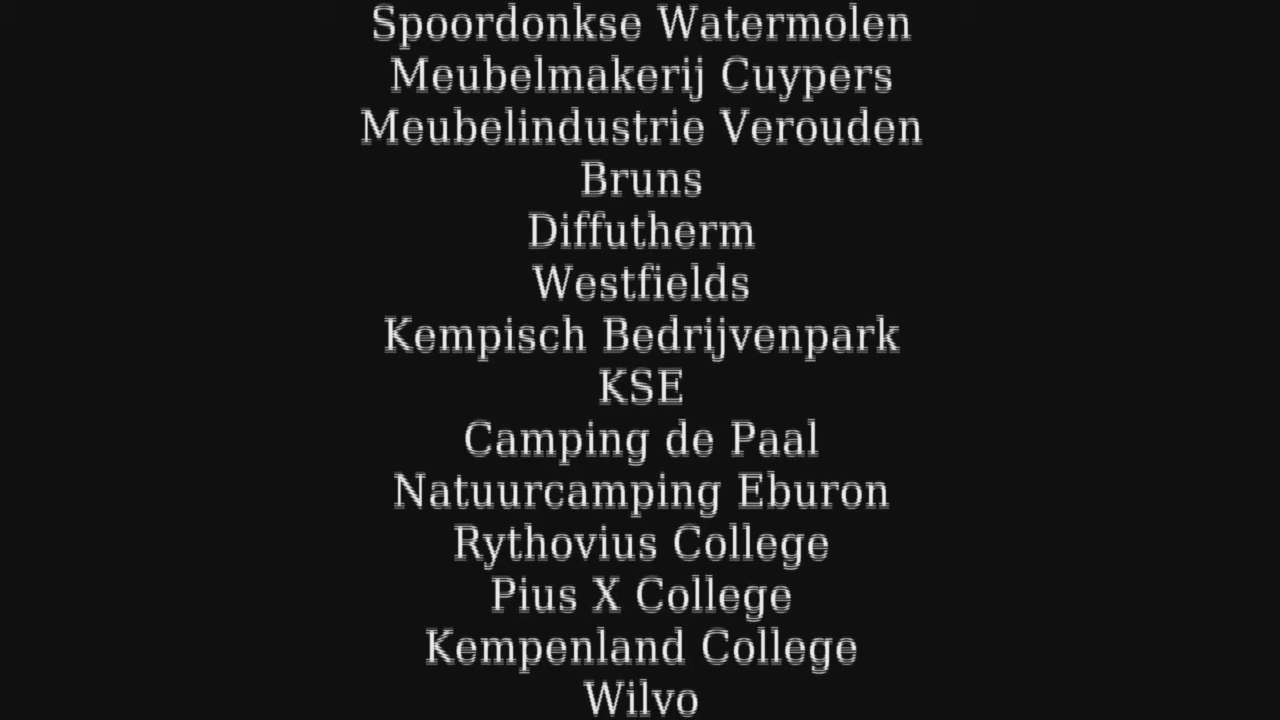 Spoordonkse Watermolen
Meubelmakerij Cuypers
Meubelindustrie Verouden
Bruns
Diffutherm
Westfields
Kempisch Bedrijvenpark
KSE
Camping de Paal
Natuurcamping Eburon
Rythovius College
Pius X College
Kempenland College
Wilvo